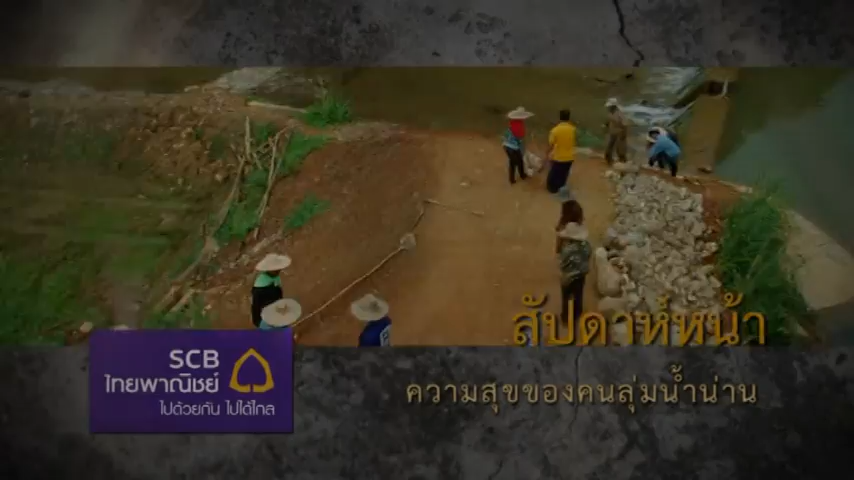 สัปดาห์หน้า
ความสุขของคนลุ่มน้ำน่าน
SCB
ไทยพาณิชย์
ไปด้วยกัน ไปได้ไกล